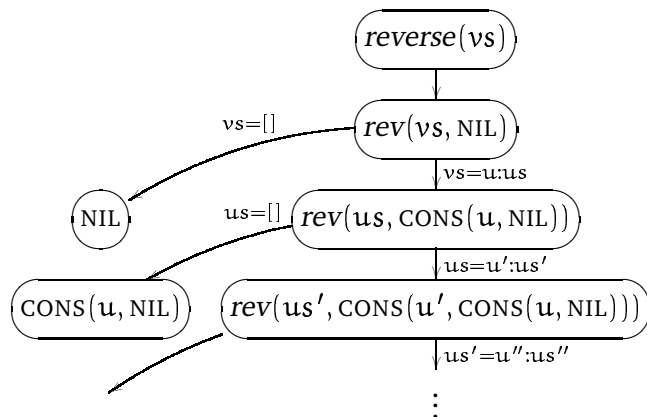 reverse(vs)
vs=[]
rev(vs, NIL)
vs=u:us
NIL
us=[]
rev(us, CONS(u, NIL))
us=u′:us′
CONS(u, NIL)
rev(us′, CONS(u′, CONS(u, NIL)))
us′=u″:us″
⋮